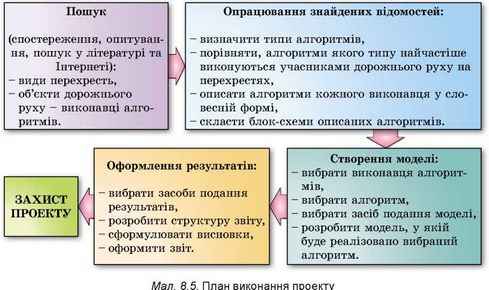 Пошук
(спостереження, опитуван-
ня, пошук у літературі та
Інтернеті):
– види перехресть,
– об'єкти дорожнього
руху – виконавці алго-
ритмів.
Опрацювання знайдених відомостей:
– визначити типи алгоритмів,
– порівняти, алгоритми якого типу найчастіше
виконуються учасниками дорожнього руху на
перехрестях,
– описати алгоритми кожного виконавця у сло-
весній формі,
– скласти блок-схеми описаних алгоритмів.
Створення моделі:
– вибрати виконавця алгорит-
мів,
– вибрати алгоритм,
– вибрати засіб подання моделі,
– розробити модель, у якій
буде реалізовано вибраний
алгоритм.
Оформлення результатів:
– вибрати засоби подання
результатів,
– розробити структуру звіту,
– сформулювати висновки,
– оформити звіт.
ЗАХИСТ
ПРОЕКТУ
Мал. 8.5. План виконання проекту